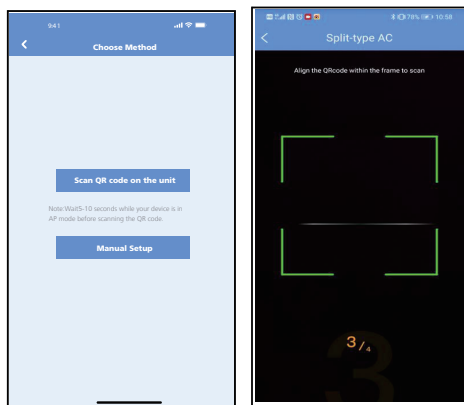 941
Choose Method
Scan QR code on the unit
Note:Wait5-10 seconds while your device is in
AP mode before scanning the QR code.
Manual Setup
78% 10:58
Split-type AC
Align the QRcode within the frame to scan
3/4
3